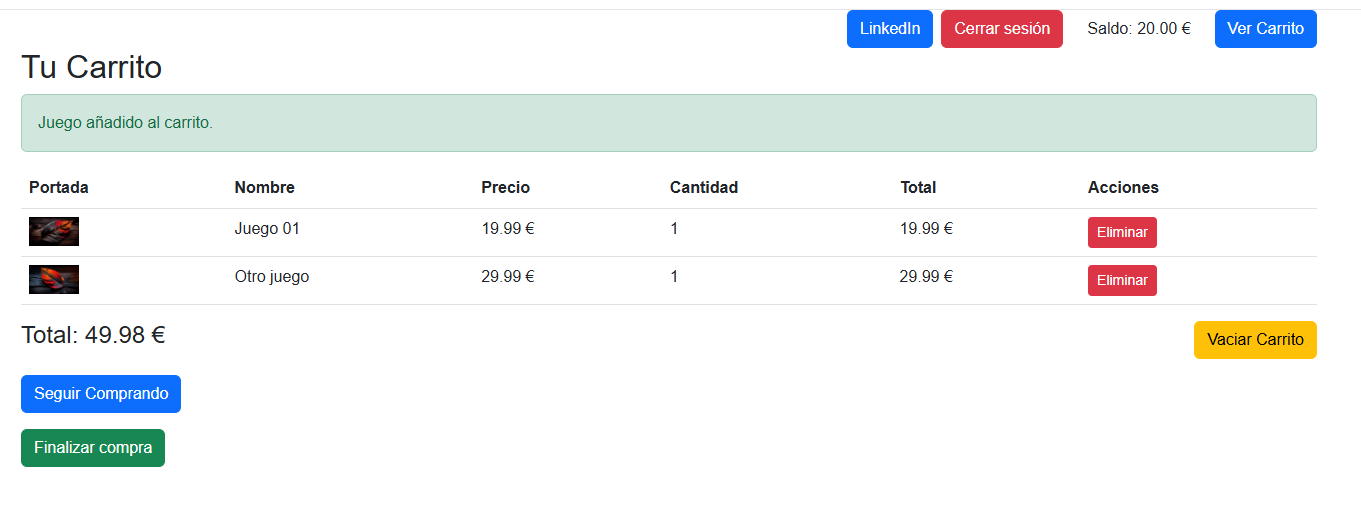 LinkedIn Cerrar sesión Saldo: 20.00 € Ver Carrito
Tu Carrito
Juego añadido al carrito.
Portada Nombre Precio Cantidad Total Acciones
Juego 01 19.99 € 1 19.99 € Eliminar
Otro juego 29.99 € 1 29.99 € Eliminar
Total: 49.98 € Vaciar Carrito
Seguir Comprando
Finalizar compra